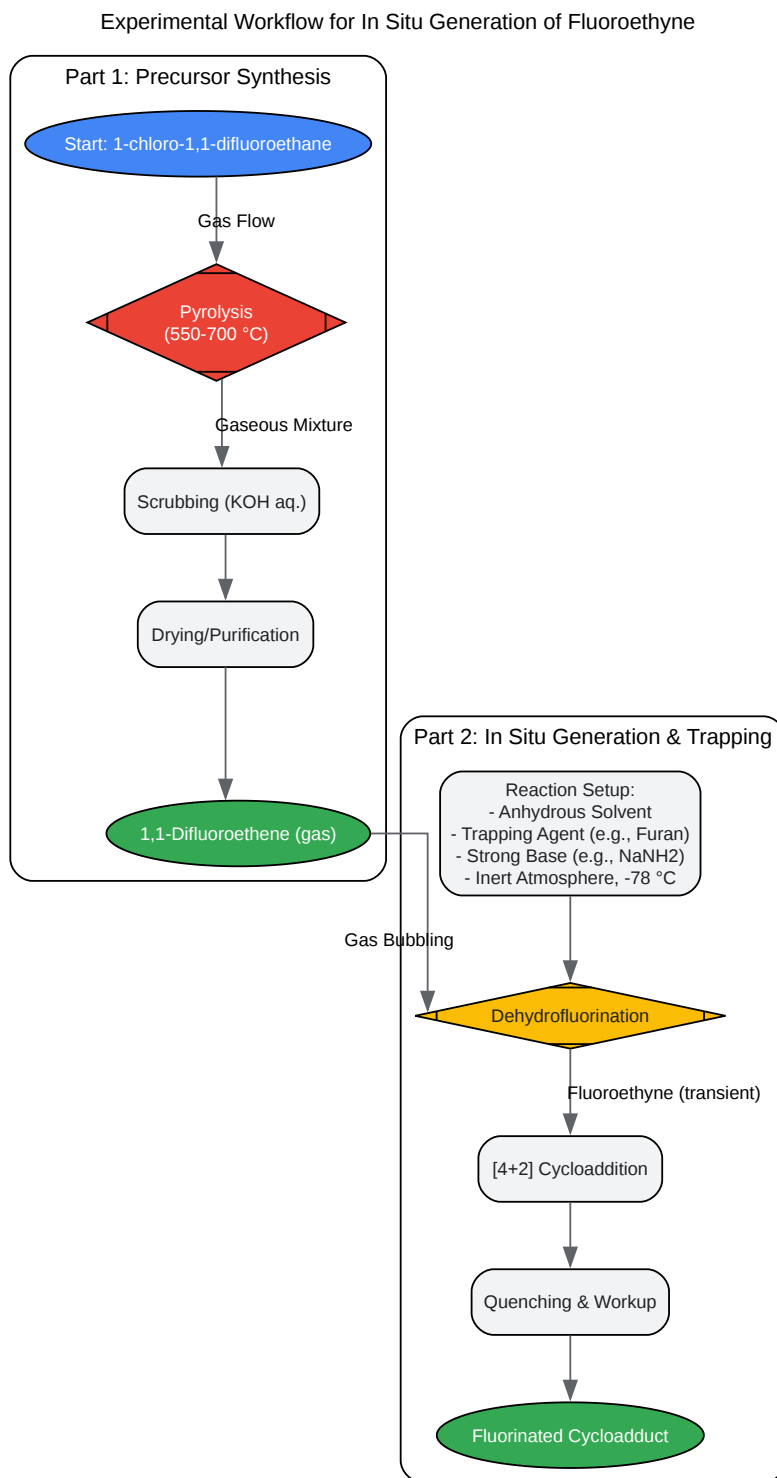 Experimental Workflow for In Situ Generation of Fluoroethyne
Part 1: Precursor Synthesis
Start: 1-chloro-1,1-difluoroethane
Gas Flow
Pyrolysis
(550-700 °C)
Gaseous Mixture
Scrubbing (KOH aq.)
Drying/Purification
1,1-Difluoroethene (gas)
Gas Bubbling
Part 2: In Situ Generation & Trapping
Reaction Setup:
- Anhydrous Solvent
- Trapping Agent (e.g., Furan)
- Strong Base (e.g., NaNH2)
- Inert Atmosphere, -78 °C
Dehydrofluorination
Fluoroethyne (transient)
[4+2] Cycloaddition
Quenching & Workup
Fluorinated Cycloadduct